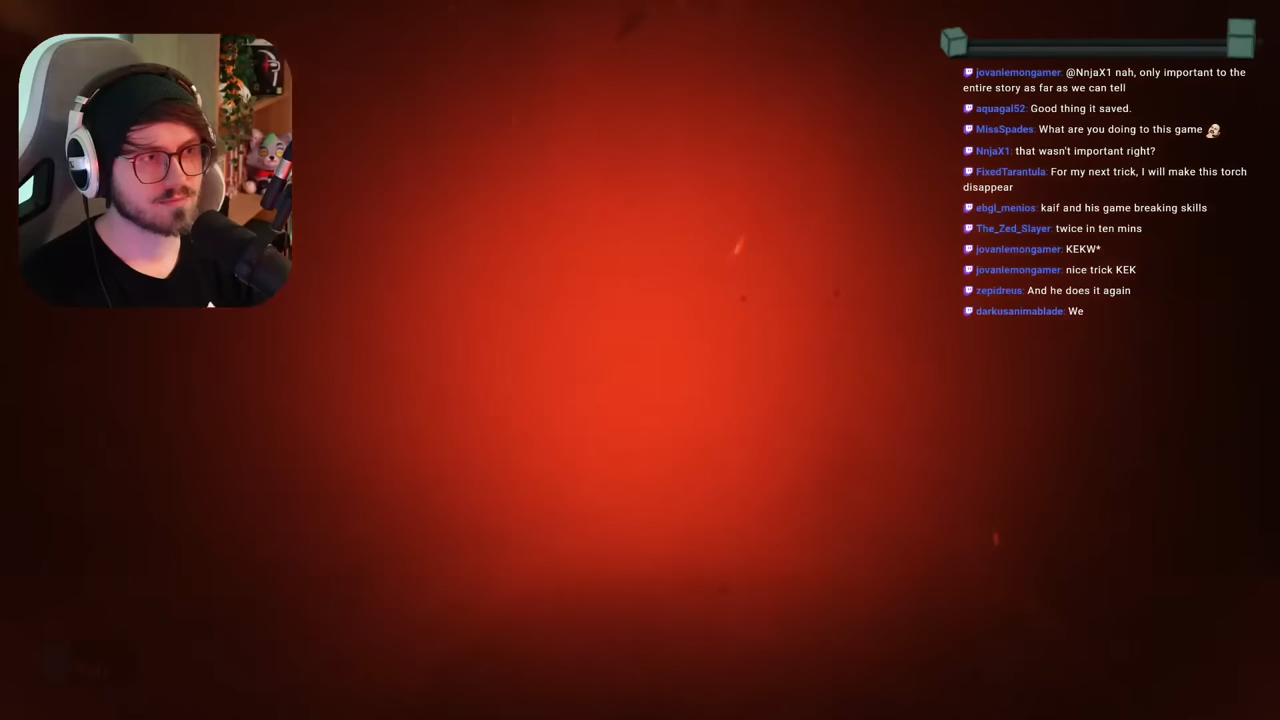 jovanlemongamer: @NnjaX1 nah, only important to the
entire story as far as we can tell
aquagal52: Good thing it saved.
MissSpades: What are you doing to this game
NnjaX1: that wasn't important right?
FixedTarantula: For my next trick, I will make this torch
disappear
ebgl_menios: kaif and his game breaking skills
The_Zed_Slayer: twice in ten mins
jovanlemongamer: KEKW*
jovanlemongamer: nice trick KEK
zepidreus: And he does it again
darkusanimablade: We